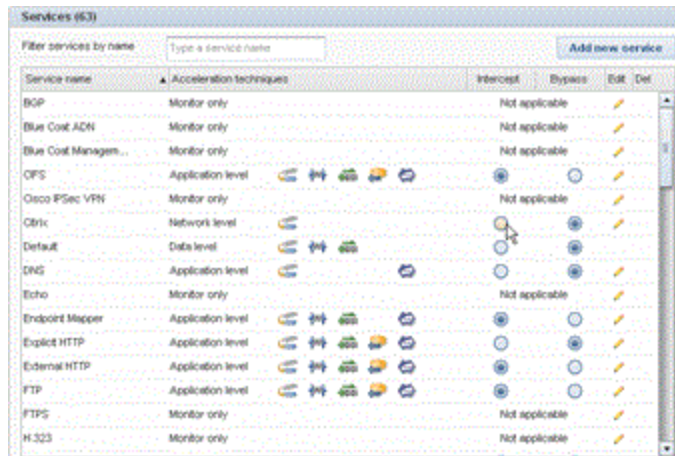 Services (63)
Filter services by name Type a service name Add new service
Service name Acceleration techniques Intercept Bypass Edit Del
BGP Monitor only Not applicable
Blue Coat ADN Monitor only Not applicable
Blue Coat Managem... Monitor only Not applicable
CIFS Application level
Cisco IPSec VPN Monitor only Not applicable
Citrix Network level
Default Data level
DNS Application level
Echo Monitor only Not applicable
Endpoint Mapper Application level
Explicit HTTP Application level
External HTTP Application level
FTP Application level
FTPS Monitor only Not applicable
H.323 Monitor only Not applicable